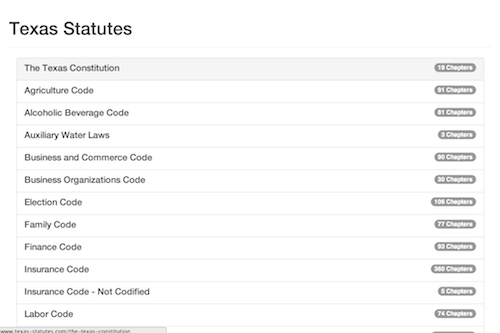 Texas Statutes
The Texas Constitution 19 Chapters
Agriculture Code 91 Chapters
Alcoholic Beverage Code 61 Chapters
Auxiliary Water Laws 3 Chapters
Business and Commerce Code 90 Chapters
Business Organizations Code 30 Chapters
Election Code 106 Chapters
Family Code 77 Chapters
Finance Code 93 Chapters
Insurance Code 360 Chapters
Insurance Code - Not Codified 5 Chapters
Labor Code 74 Chapters
www.texas-statutes.com/the-texas-constitution